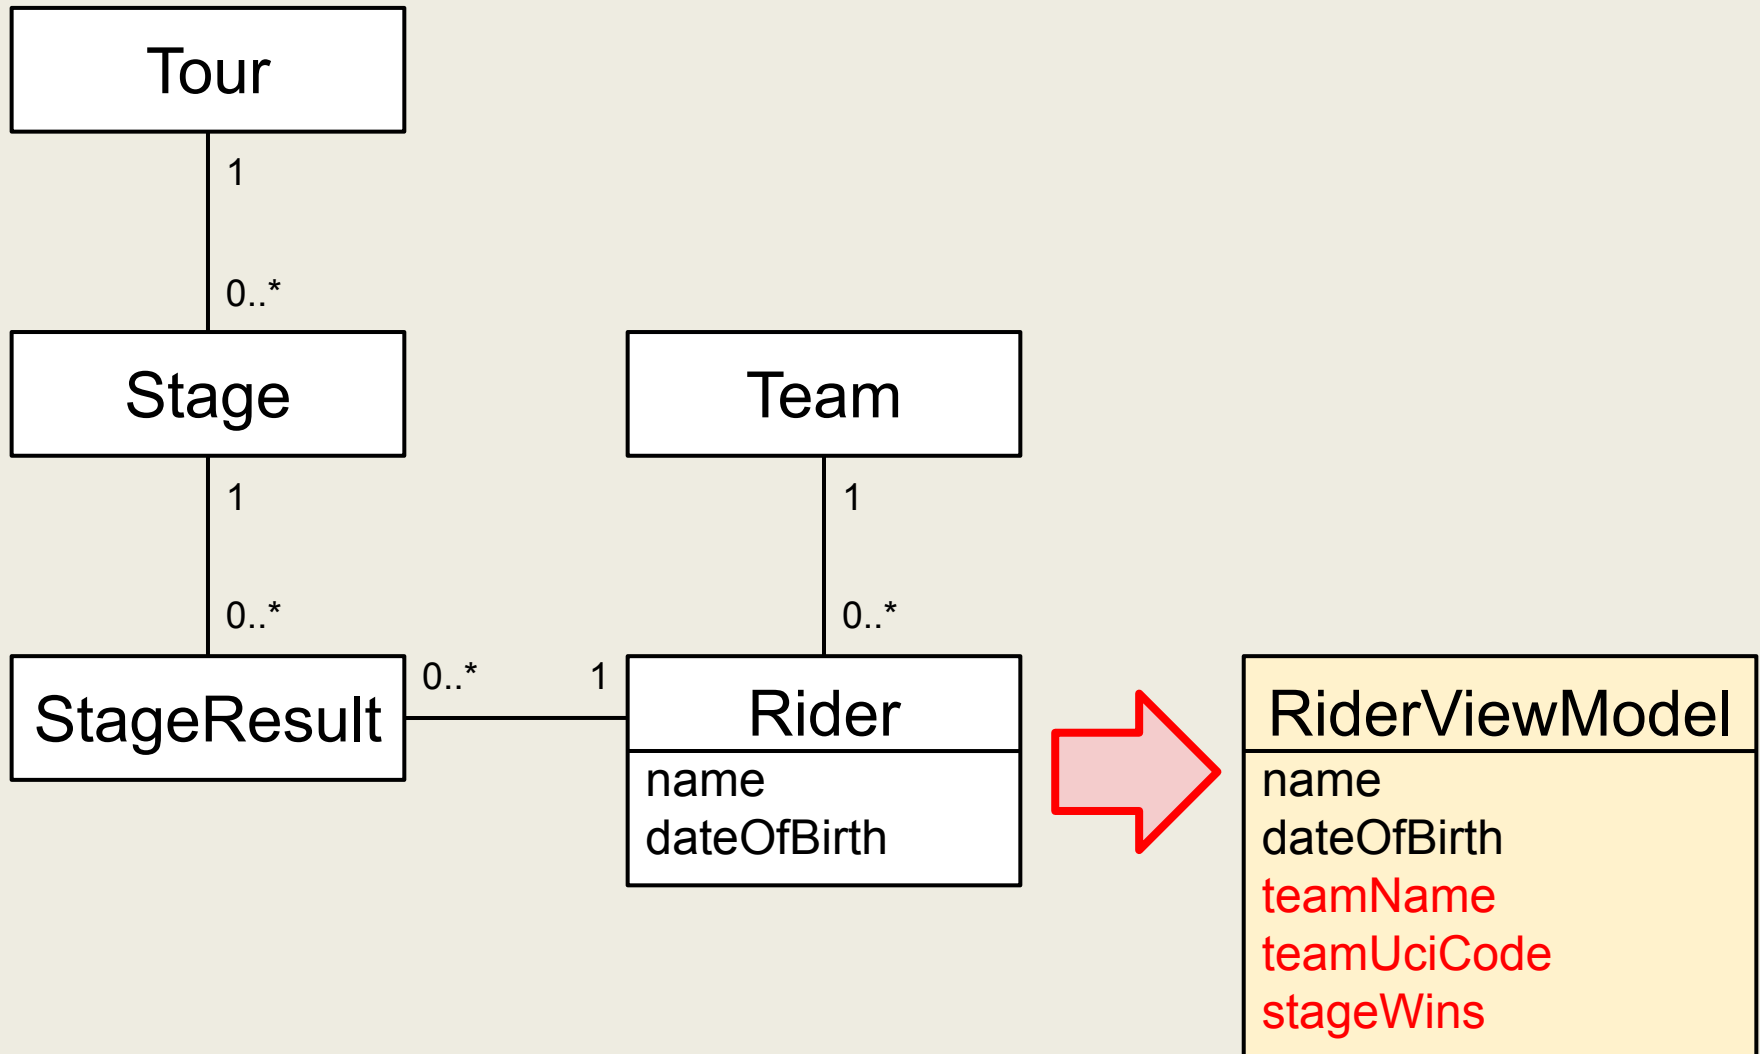 Tour
1
0..*
Stage
Team
1
1
0..*
0..*
StageResult
0..*
1
Rider
name
dateOfBirth
RiderViewModel
name
dateOfBirth
teamName
teamUciCode
stageWins